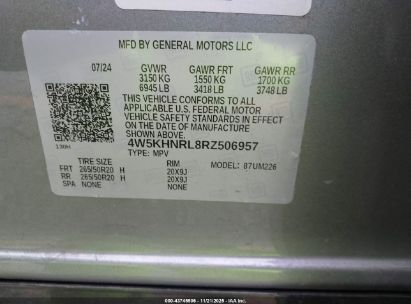 MFD BY GENERAL MOTORS LLC
07/24 GVWR GAWR FRT GAWR RR
3150 KG 1550 KG 1700 KG
6945 LB 3418 LB 3748 LB
THIS VEHICLE CONFORMS TO ALL
APPLICABLE U.S. FEDERAL MOTOR
VEHICLE SAFETY STANDARDS IN EFFECT
ON THE DATE OF MANUFACTURE
SHOWN ABOVE.
4W5KHNRL8RZ506957
TYPE: MPV MODEL: 87UM226
TIRE SIZE RIM
FRT 265/50R20 H 20X9J
RR 265/50R20 H 20X9J
SPA NONE NONE